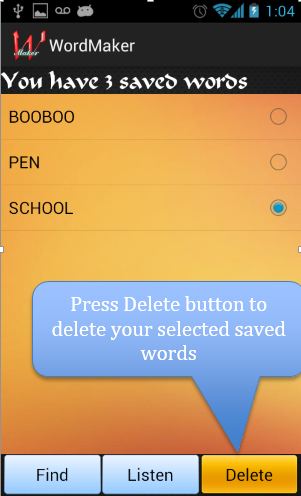 1:04
W
Maker
WordMaker
You have 3 saved words
BOOBOO
PEN
SCHOOL
Press Delete button to
delete your selected saved
words
Find Listen Delete